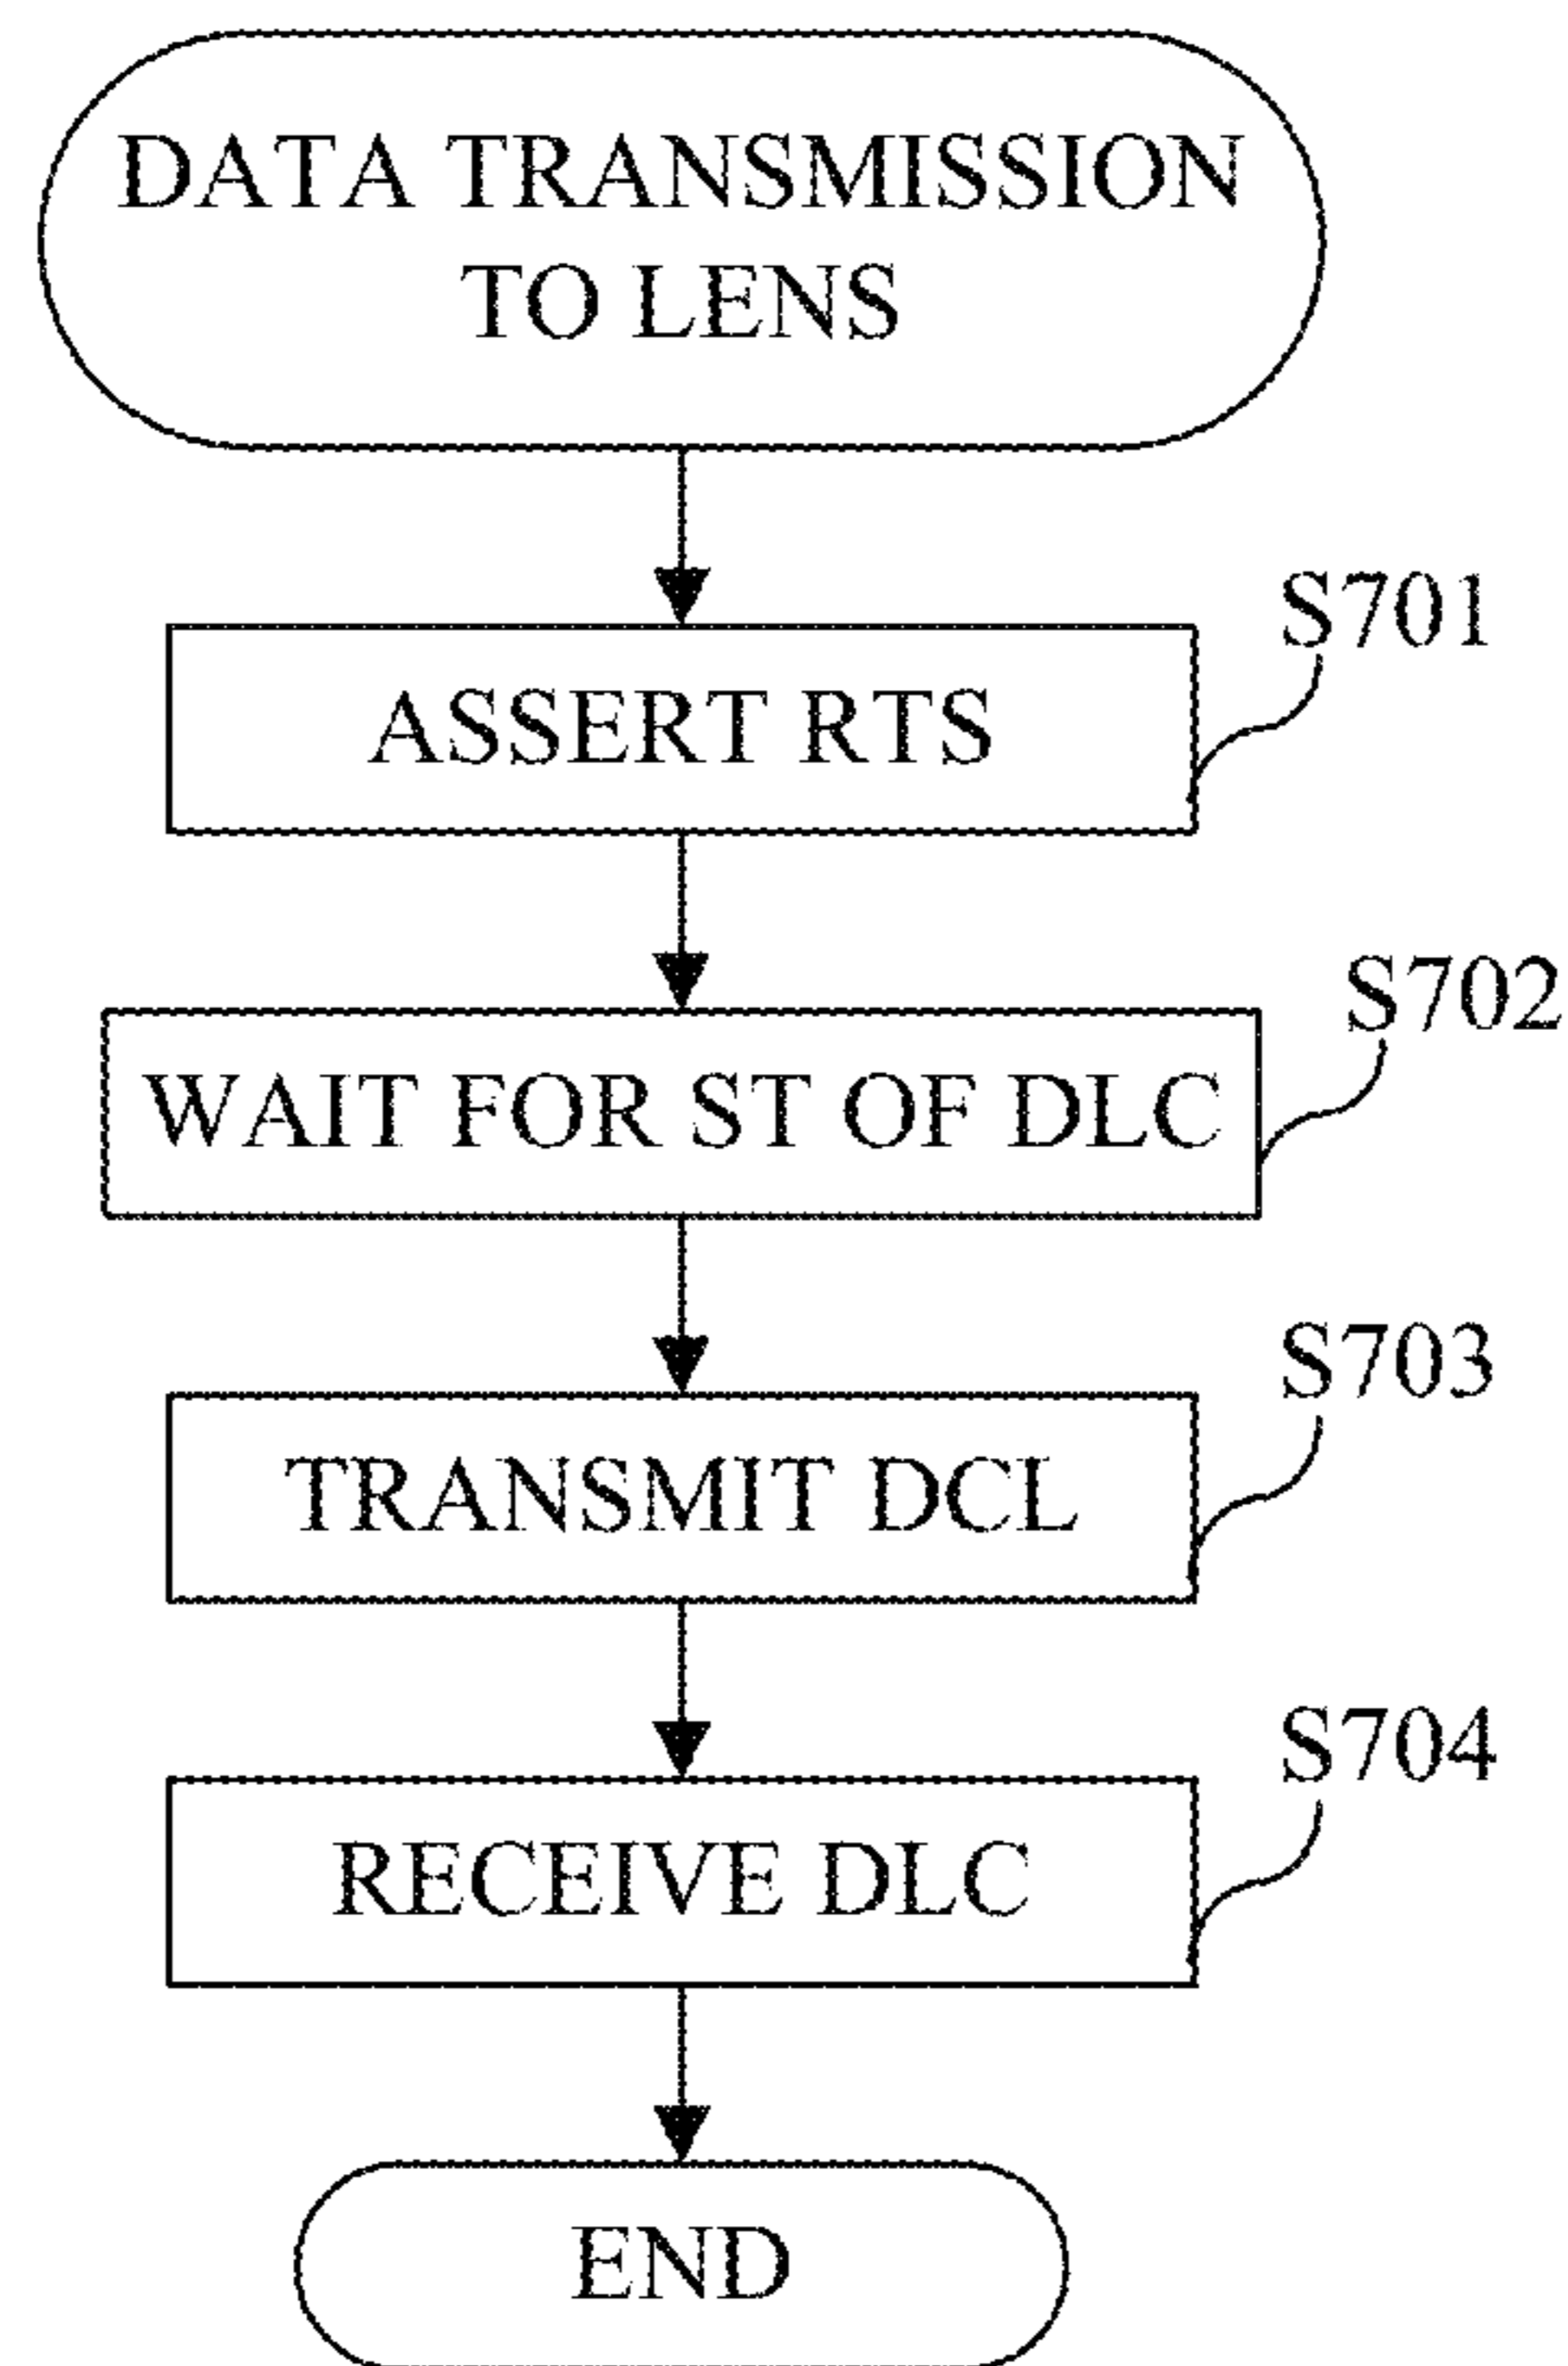 DATA TRANSMISSION
TO LENS
S701
ASSERT RTS
S702
WAIT FOR ST OF DLC
S703
TRANSMIT DCL
S704
RECEIVE DLC
END